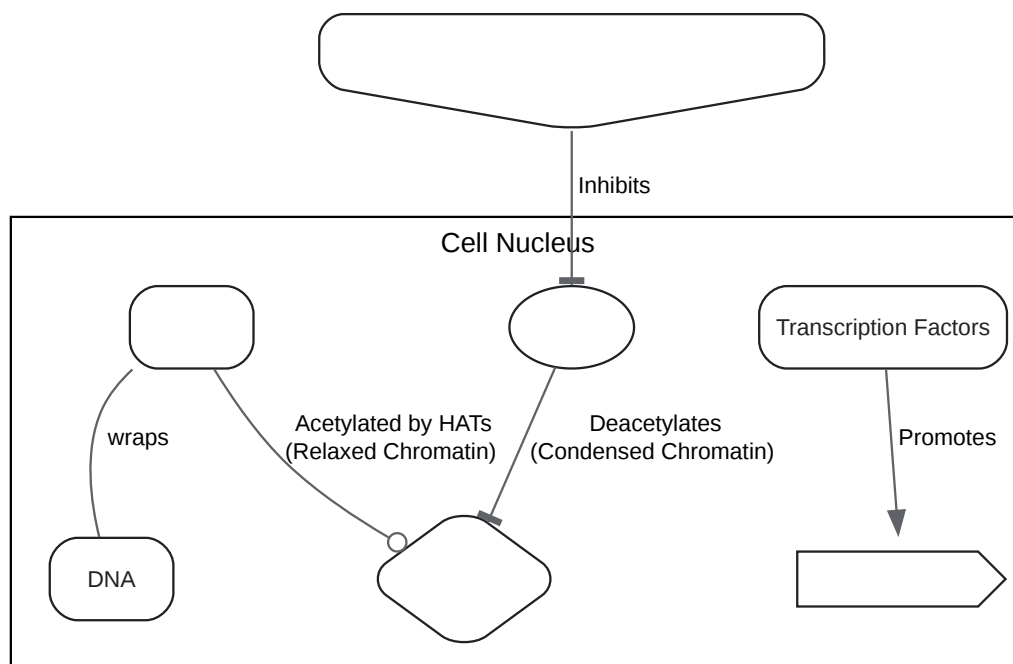 Inhibits
Cell Nucleus
Transcription Factors
wraps
Acetylated by HATs
(Relaxed Chromatin)
Deacetylates
(Condensed Chromatin)
Promotes
DNA